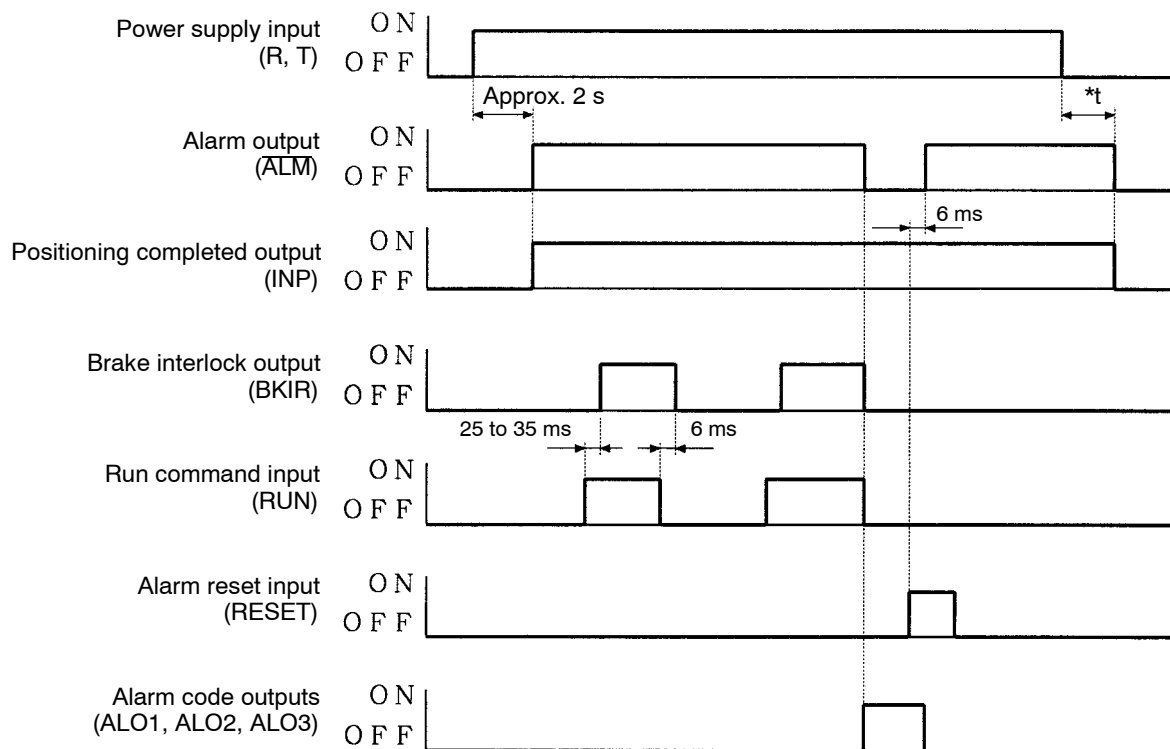 Power supply input
(R, T)
ON
OFF
Approx. 2 s
*t
Alarm output
(ALM)
ON
OFF
6 ms
Positioning completed output
(INP)
ON
OFF
Brake interlock output
(BKIR)
ON
OFF
25 to 35 ms
6 ms
Run command input
(RUN)
ON
OFF
Alarm reset input
(RESET)
ON
OFF
Alarm code outputs
(ALO1, ALO2, ALO3)
ON
OFF